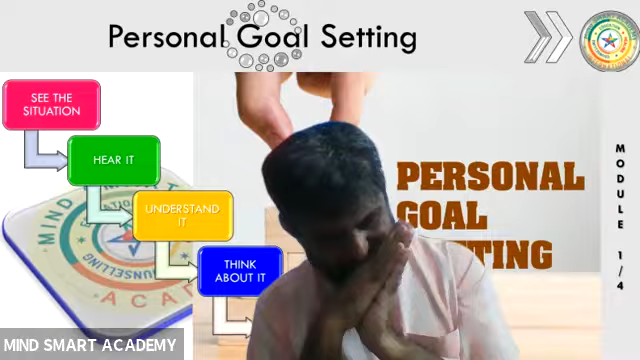 Personal Goal Setting
SEE THE
SITUATION
HEAR IT
UNDERSTAND
IT
THINK
ABOUT IT
PERSONAL
GOAL
MODULE 1/4
MIND SMART ACADEMY